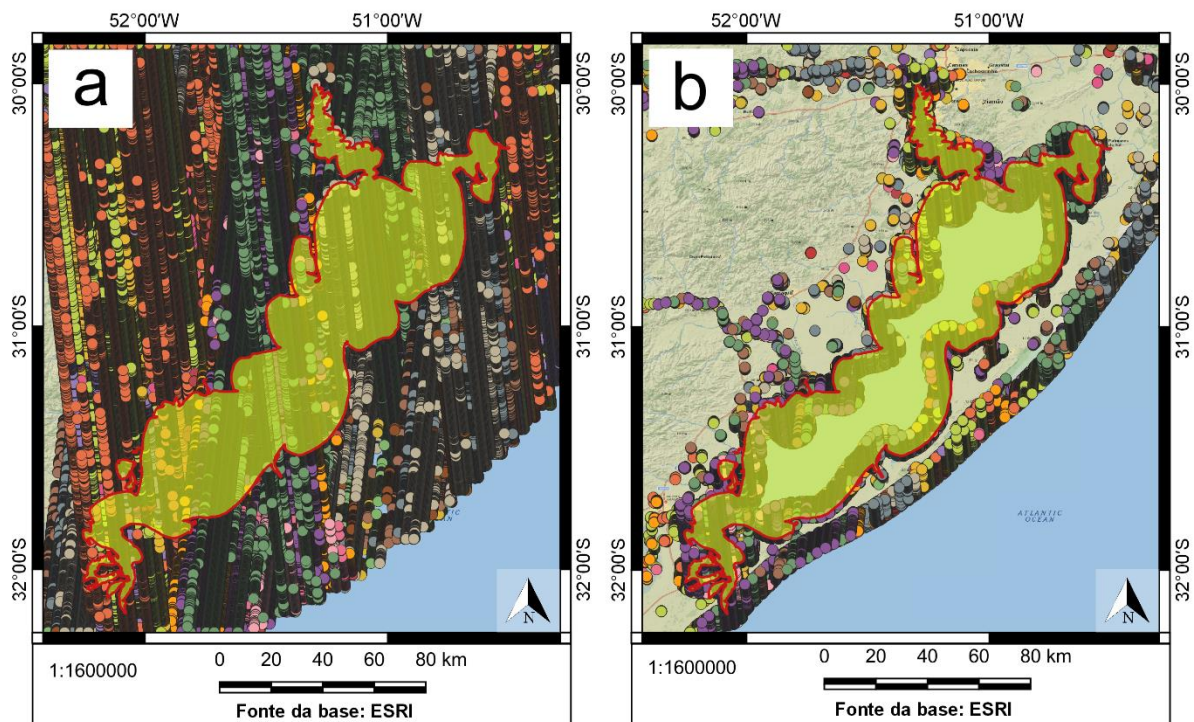 52°00'W 51°00'W
a
30°00'S
31°00'S
32°00'S
N
1:1600000
0 20 40 60 80 km
Fonte da base: ESRI
52°00'W 51°00'W
b
30°00'S
31°00'S
32°00'S
ATLANTIC
OCEAN
N
1:1600000
0 20 40 60 80 km
Fonte da base: ESRI